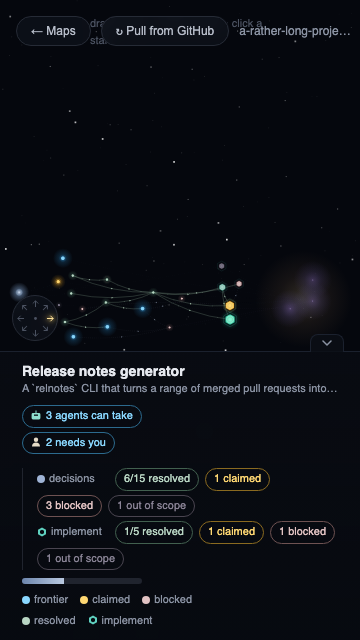 ← Maps
↻ Pull from GitHub
click a
a-rather-long-proje…
Release notes generator
A `relnotes` CLI that turns a range of merged pull requests into…
3 agents can take
2 needs you
decisions 6/15 resolved 1 claimed
3 blocked 1 out of scope
implement 1/5 resolved 1 claimed 1 blocked
1 out of scope
frontier claimed blocked
resolved implement